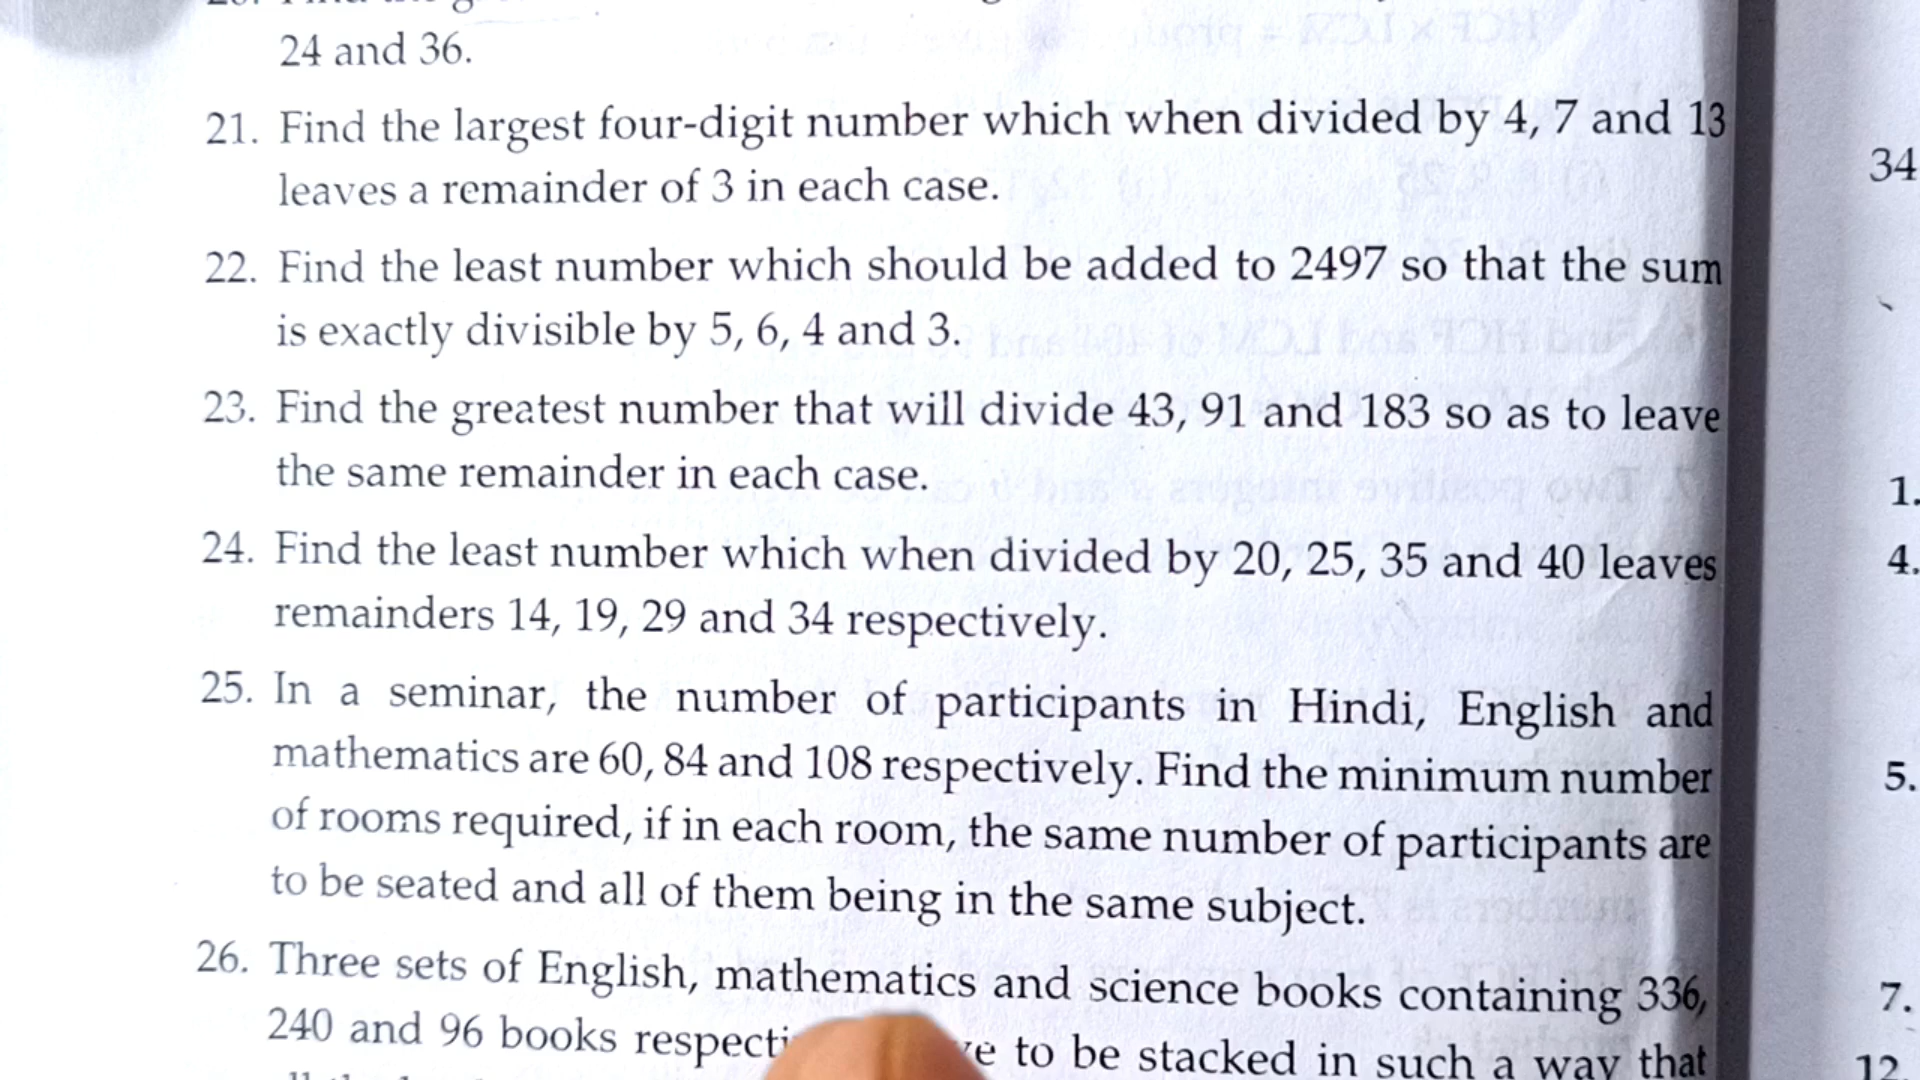 24 and 36.
21. Find the largest four-digit number which when divided by 4, 7 and 13
leaves a remainder of 3 in each case.
22. Find the least number which should be added to 2497 so that the sum
is exactly divisible by 5, 6, 4 and 3.
23. Find the greatest number that will divide 43, 91 and 183 so as to leave
the same remainder in each case.
24. Find the least number which when divided by 20, 25, 35 and 40 leaves
remainders 14, 19, 29 and 34 respectively.
25. In a seminar, the number of participants in Hindi, English and
mathematics are 60, 84 and 108 respectively. Find the minimum number
of rooms required, if in each room, the same number of participants are
to be seated and all of them being in the same subject.
26. Three sets of English, mathematics and science books containing 336,
240 and 96 books to be stacked in such a way that
34
1.
4.
5.
7.
12